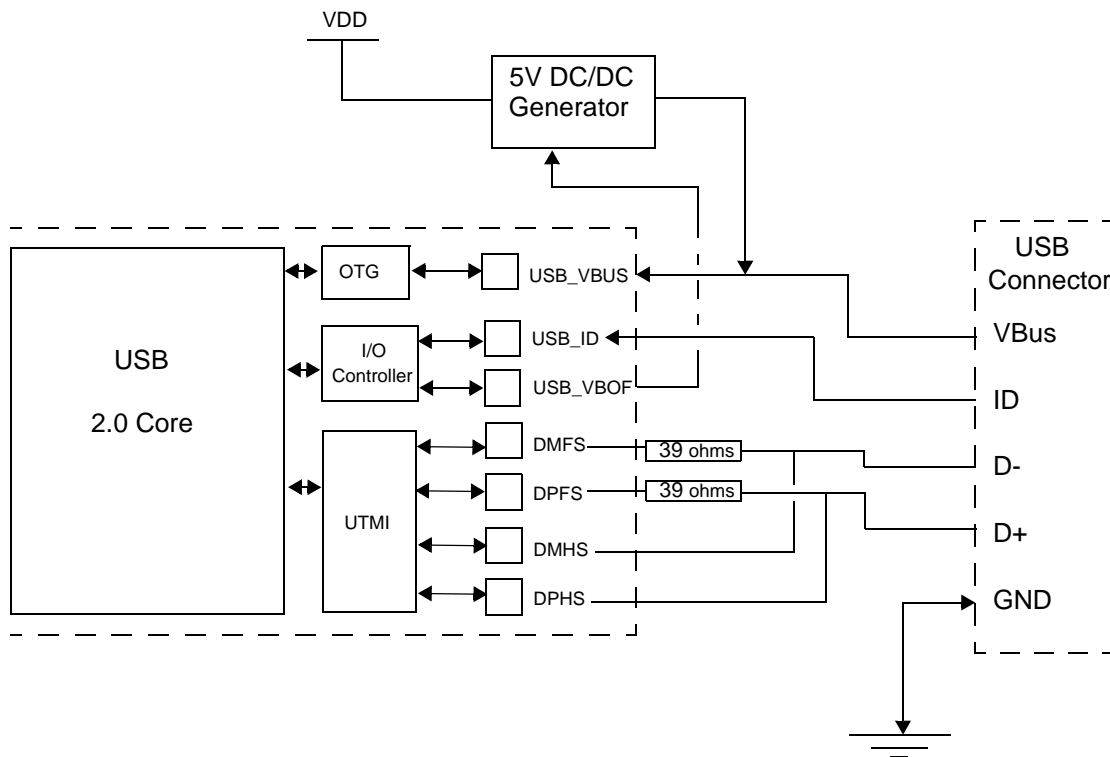 VDD
5V DC/DC
Generator
USB
Connector
OTG
USB_VBUS
VBus
USB
2.0 Core
I/O
Controller
USB_ID
USB_VBOF
ID
UTMI
DMFS
39 ohms
D-
DPFS
39 ohms
D+
DMHS
DPHS
GND